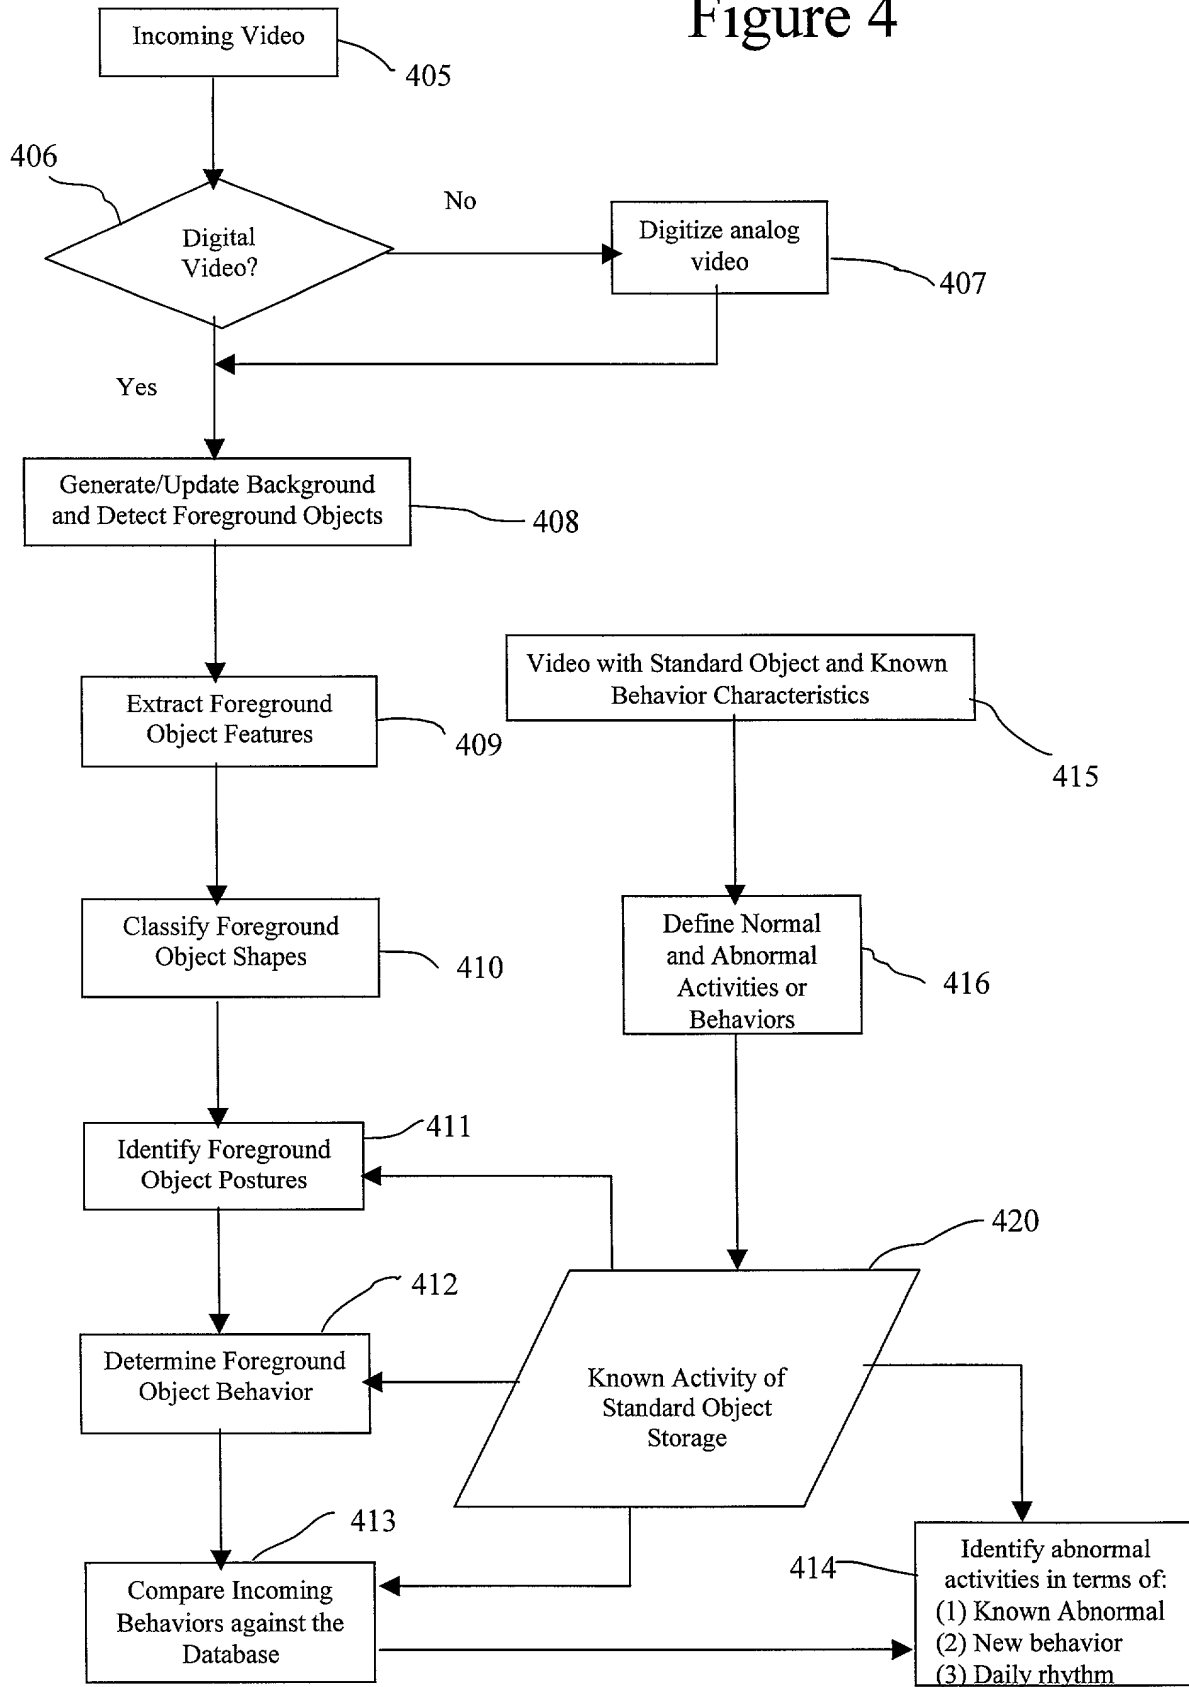 Figure 4
Incoming Video
405
406
Digital
Video?
No
Digitize analog
video
407
Yes
Generate/Update Background
and Detect Foreground Objects
408
Extract Foreground
Object Features
409
Video with Standard Object and Known
Behavior Characteristics
415
Classify Foreground
Object Shapes
410
Define Normal
and Abnormal
Activities or
Behaviors
416
Identify Foreground
Object Postures
411
420
Determine Foreground
Object Behavior
412
Known Activity of
Standard Object
Storage
413
Compare Incoming
Behaviors against the
Database
414
Identify abnormal
activities in terms of:
(1) Known Abnormal
(2) New behavior
(3) Daily rhythm